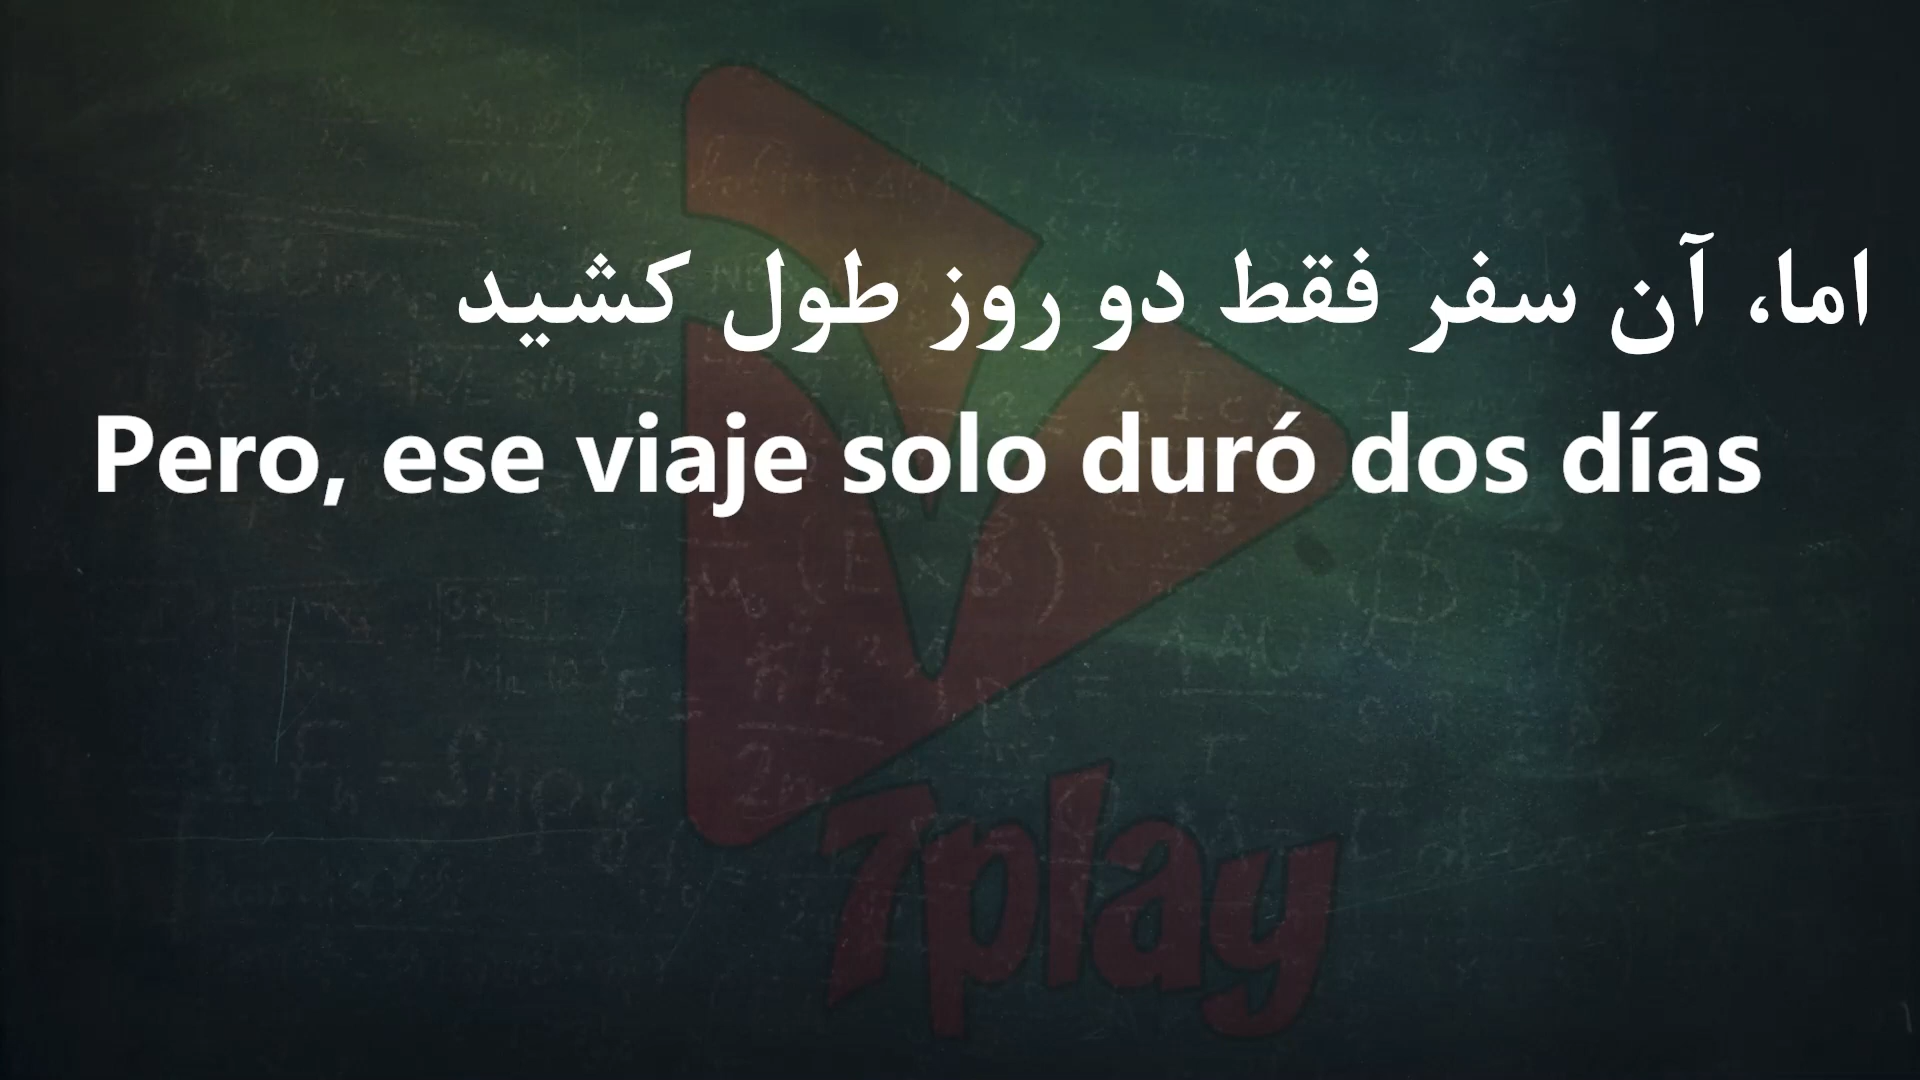 اما، آن سفر فقط دو روز طول کشید
Pero, ese viaje solo duró dos días
7play